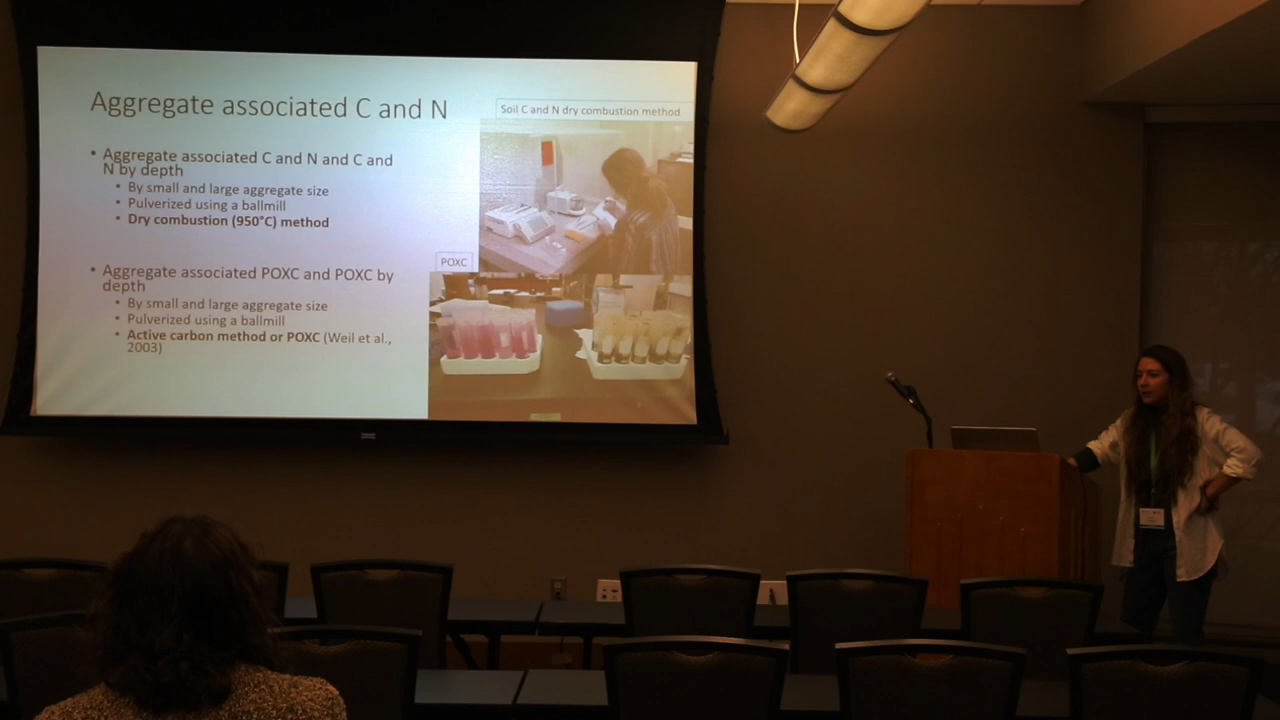 Aggregate associated C and N
Soil C and N dry combustion method
• Aggregate associated C and N and C and
N by depth
• By small and large aggregate size
• Pulverized using a ballmill
• Dry combustion (950°C) method
POXC
• Aggregate associated POXC and POXC by
depth
• By small and large aggregate size
• Pulverized using a ballmill
• Active carbon method or POXC (Weil et al.,
2003)